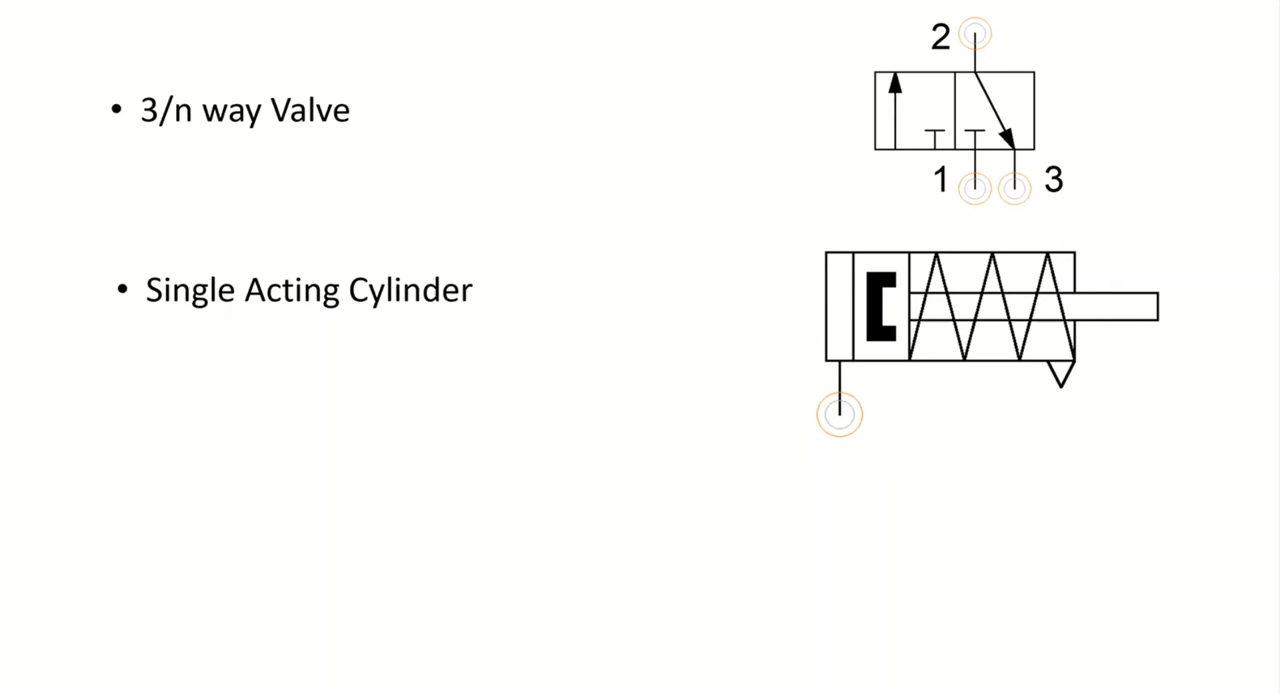 2
• 3/n way Valve
1 3
• Single Acting Cylinder